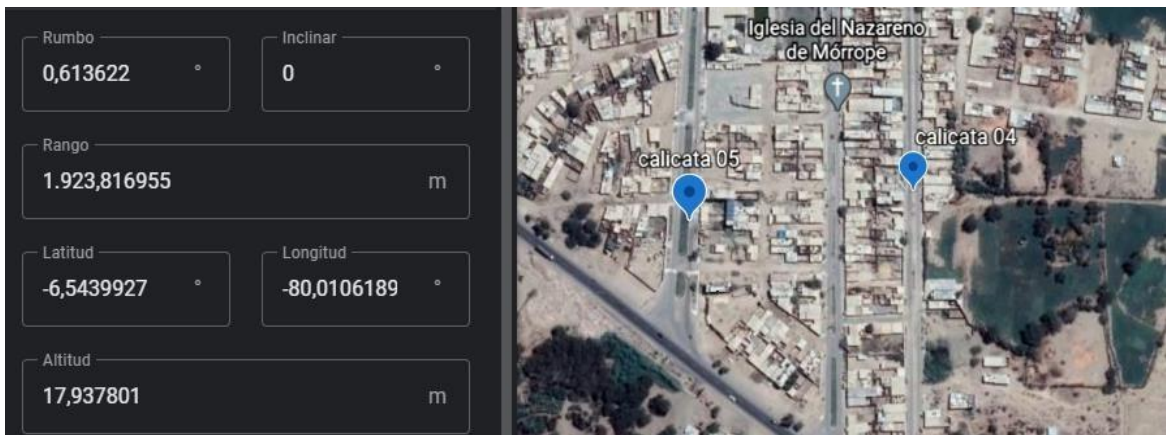 Rumbo
0,613622 °
Inclinar
0 °
Rango
1.923,816955 m
Latitud
-6,5439927 °
Longitud
-80,0106189 °
Altitud
17,937801 m
Iglesia del Nazareno
de Mórrope
calicata 04
calicata 05